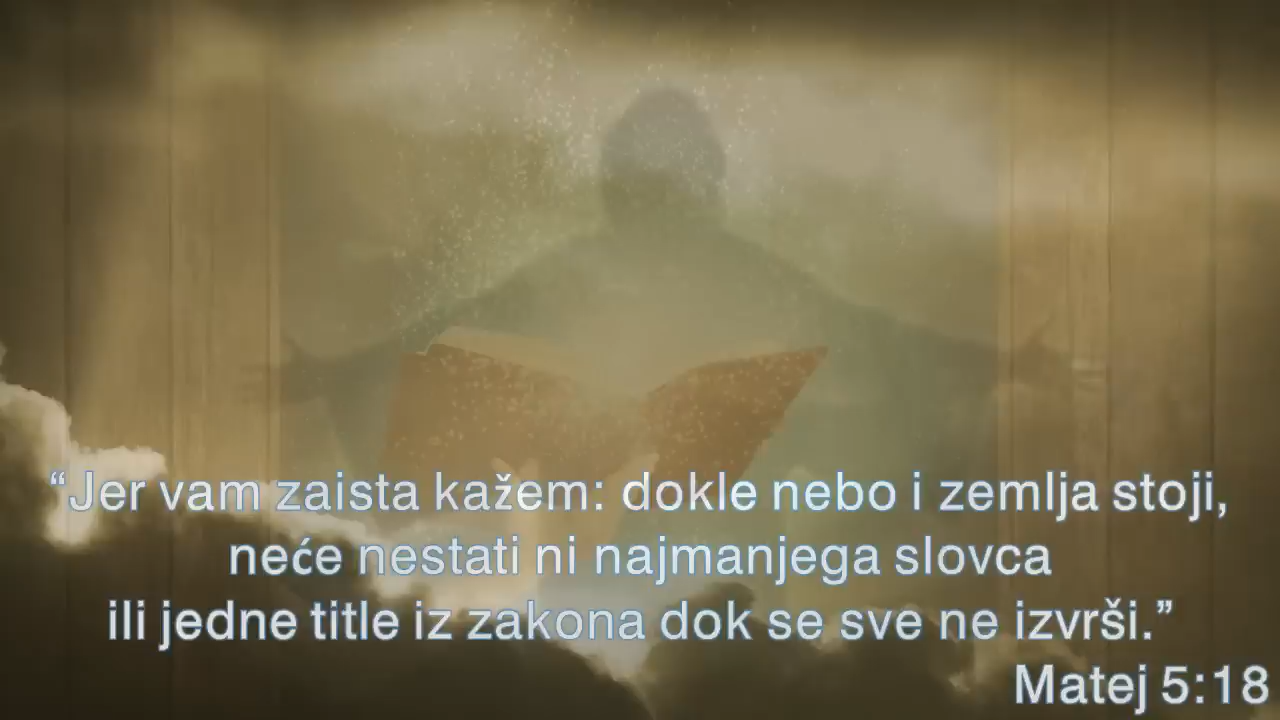 “Jer vam zaista kažem: dokle nebo i zemlja stoji,
neće nestati ni najmanjega slovca
ili jedne title iz zakona dok se sve ne izvrši.”
Matej 5:18